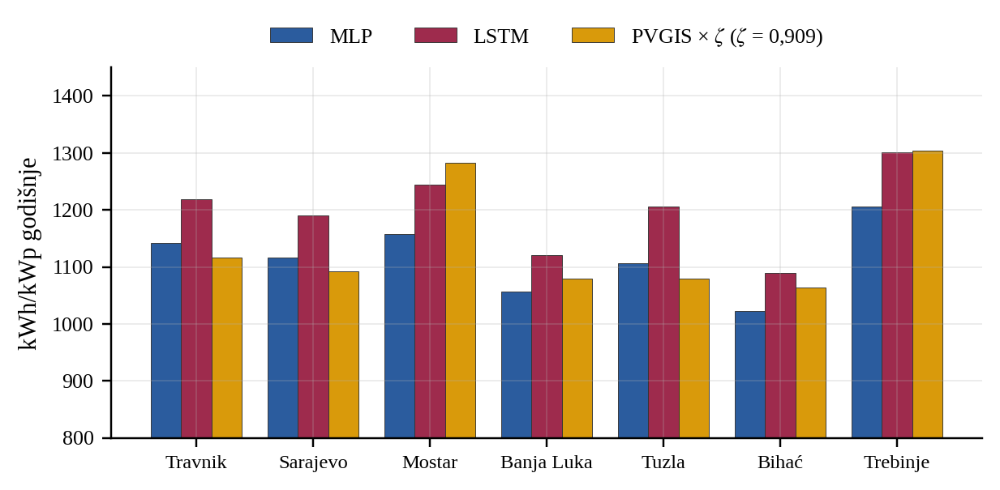 MLP LSTM PVGIS × ζ (ζ = 0,909)
kWh/kWp godišnje
1400
1300
1200
1100
1000
900
800
Travnik Sarajevo Mostar Banja Luka Tuzla Bihać Trebinje